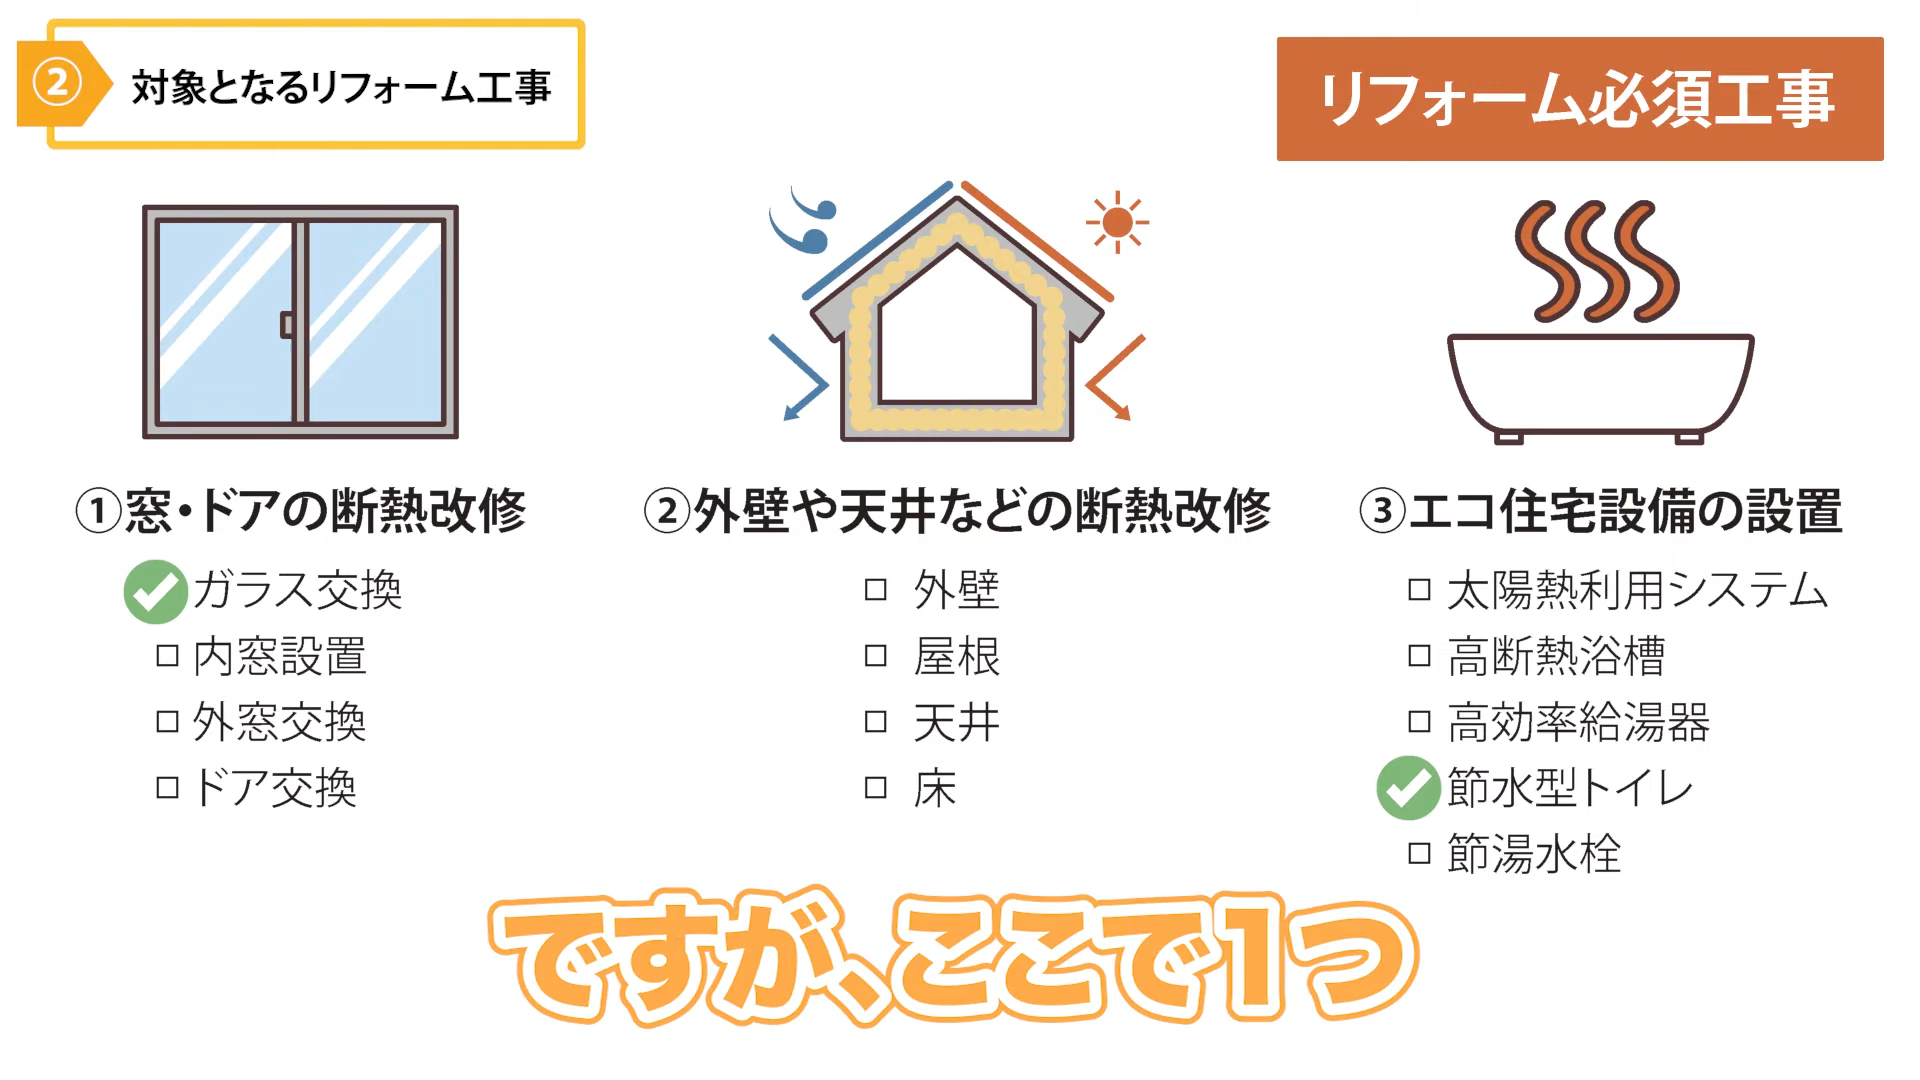 ② 対象となるリフォーム工事
リフォーム必須工事
①窓・ドアの断熱改修
ガラス交換
内窓設置
外窓交換
ドア交換
②外壁や天井などの断熱改修
外壁
屋根
天井
床
③エコ住宅設備の設置
太陽熱利用システム
高断熱浴槽
高効率給湯器
節水型トイレ
節湯水栓
ですが、ここで1つ